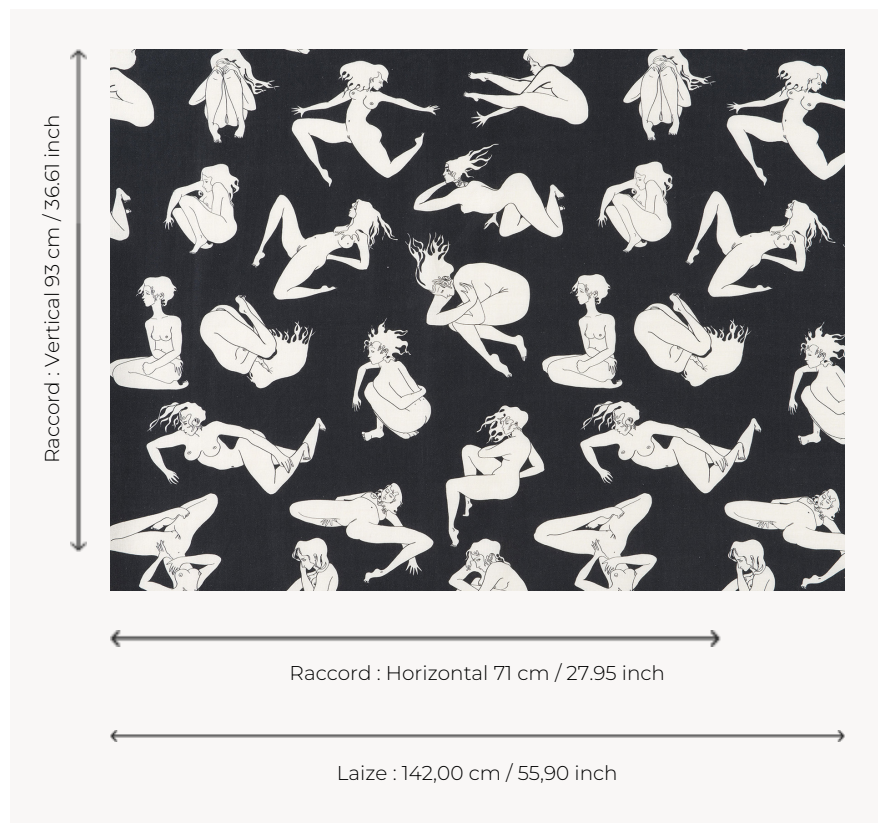 Raccord : Vertical 93 cm / 36.61 inch
Raccord : Horizontal 71 cm / 27.95 inch
Laize : 142,00 cm / 55,90 inch